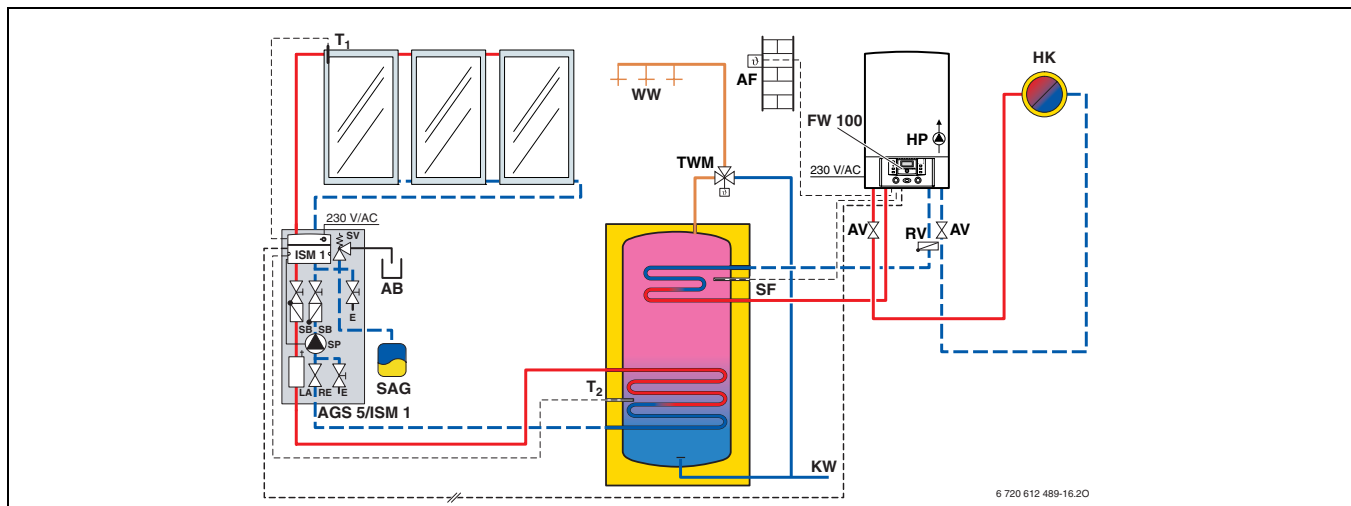 T1
WW
AF
HK
FW 100
HP
TWM
230 V/AC
230 V/AC
SV
ISM 1
AB
AV
RV
AV
SF
E
SB SB
SP
SAG
LA RE E
T2
AGS 5/ISM 1
KW
6 720 612 489-16.2O